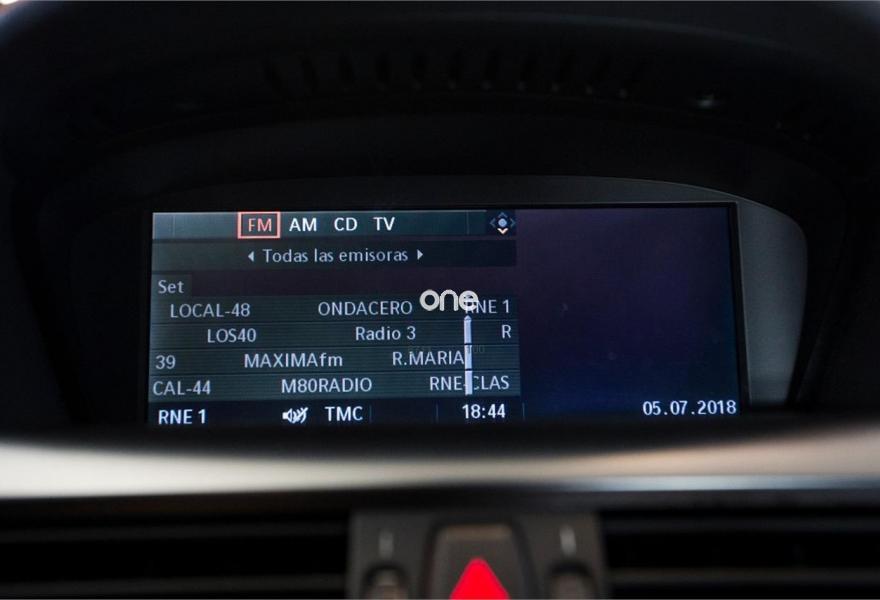 FM AM CD TV
Todas las emisoras
Set
one
LOCAL-48 ONDACERO RNE 1
LOS40 Radio 3 R
39 MAXIMAfm R.MARIA
CAL-44 M80RADIO RNE-CLAS
RNE 1 TMC 18:44 05.07.2018